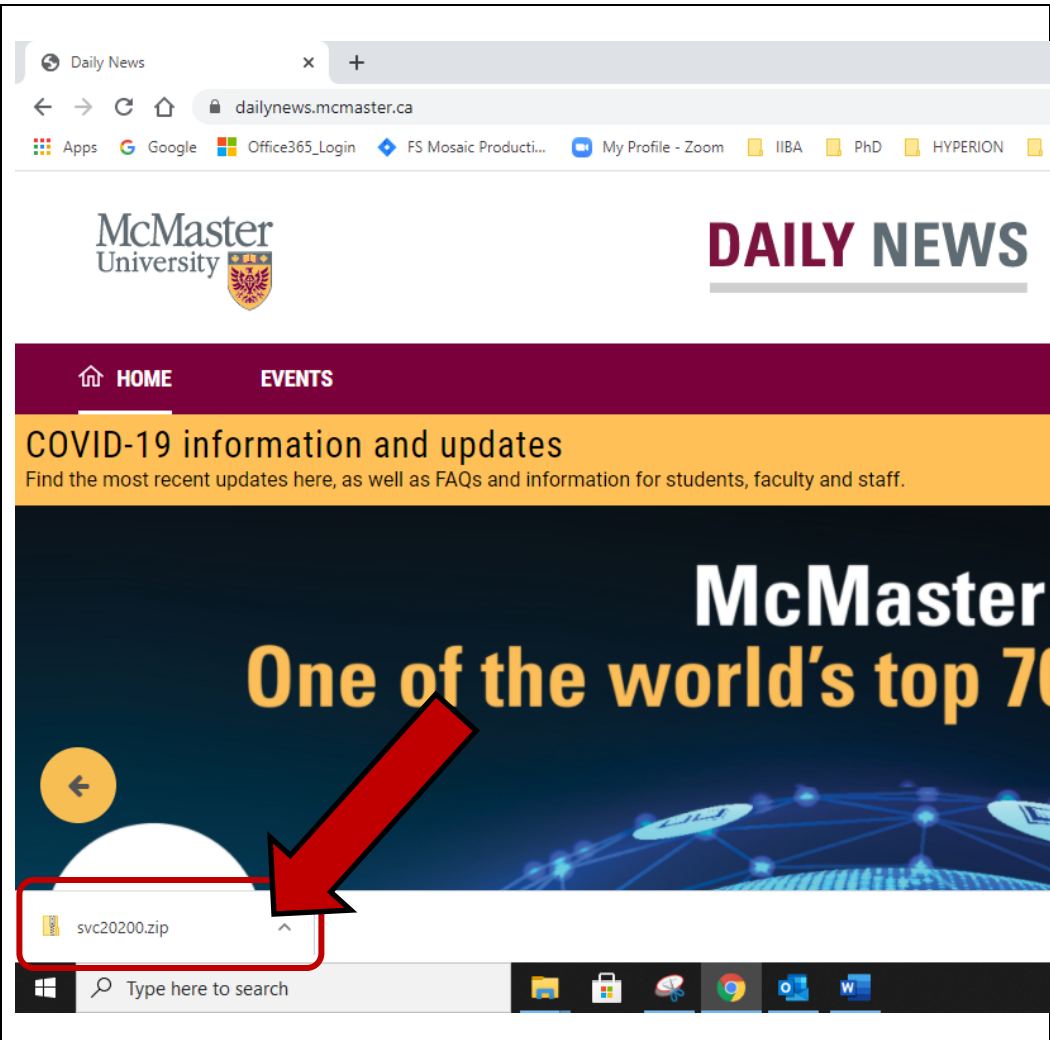 Daily News
dailynews.mcmaster.ca
Apps Google Office365_Login FS Mosaic Producti... My Profile - Zoom IIBA PhD HYPERION
McMaster
University
DAILY NEWS
HOME EVENTS
COVID-19 information and updates
Find the most recent updates here, as well as FAQs and information for students, faculty and staff.
McMaster
One of the world's top 70
svc20200.zip
Type here to search